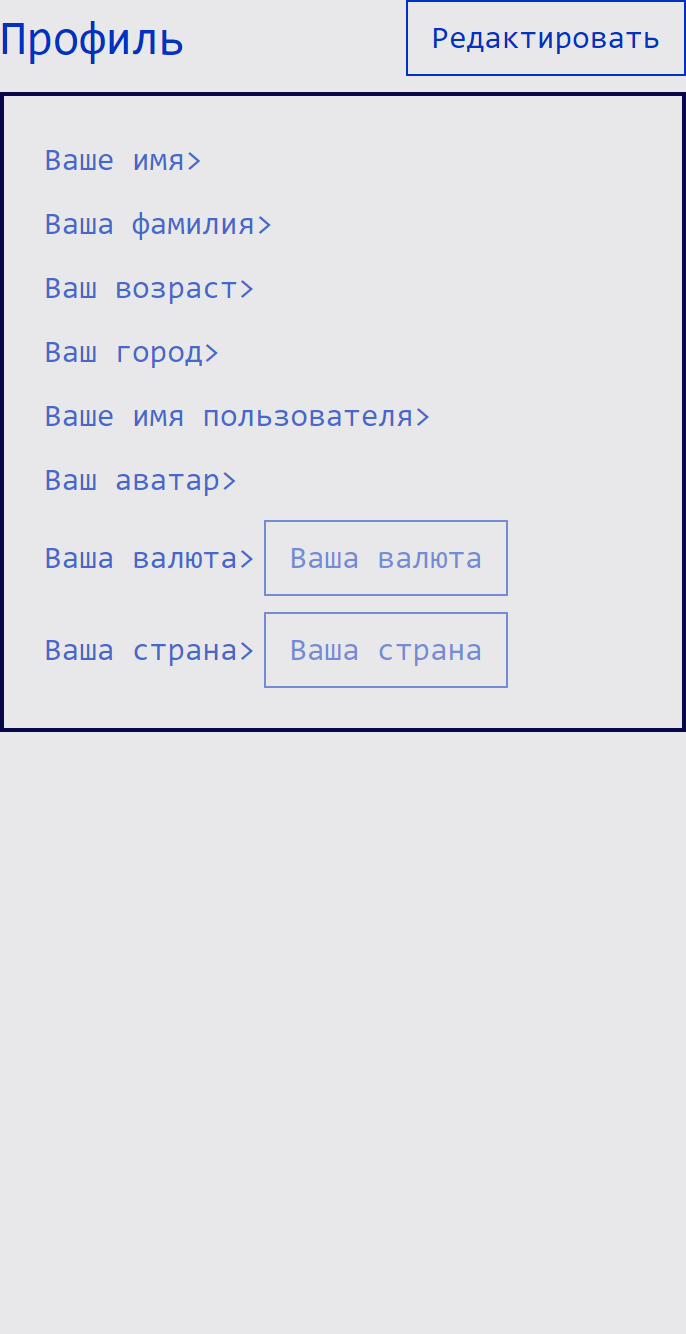 Профиль
Редактировать
Ваше имя>
Ваша фамилия>
Ваш возраст>
Ваш город>
Ваше имя пользователя>
Ваш аватар>
Ваша валюта> Ваша валюта
Ваша страна> Ваша страна